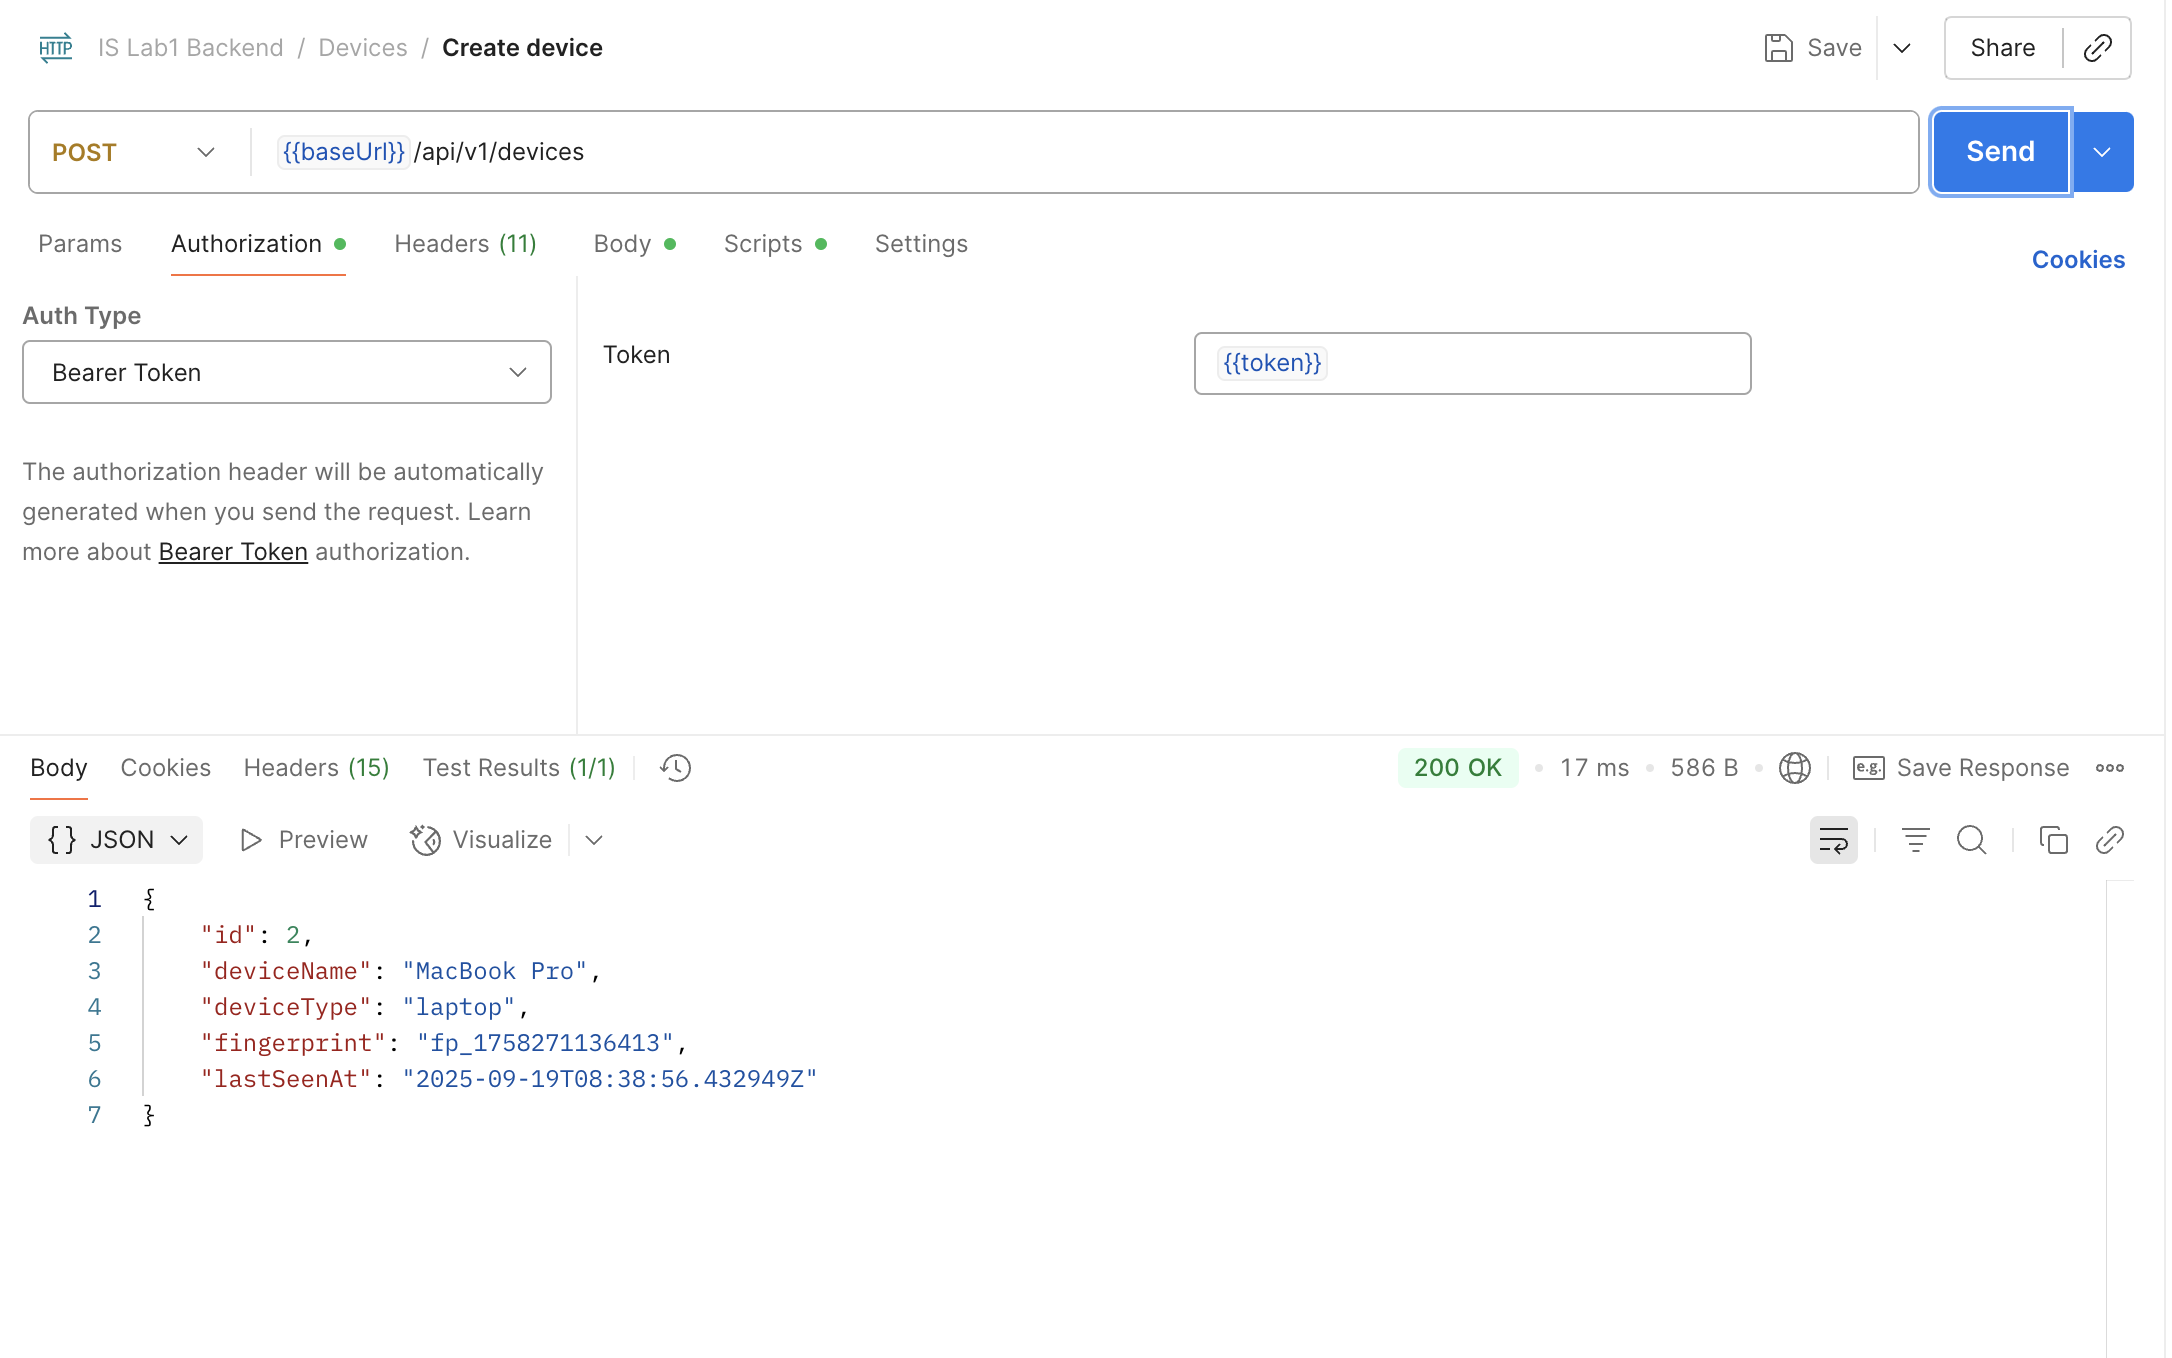 HTTP IS Lab1 Backend / Devices / Create device Save Share
POST {{baseUrl}}/api/v1/devices Send
Params Authorization Headers (11) Body Scripts Settings Cookies
Auth Type
Bearer Token
Token {{token}}
The authorization header will be automatically
generated when you send the request. Learn
more about Bearer Token authorization.
Body Cookies Headers (15) Test Results (1/1) 200 OK 17 ms 586 B e.g. Save Response
{} JSON Preview Visualize
1 {
2 "id": 2,
3 "deviceName": "MacBook Pro",
4 "deviceType": "laptop",
5 "fingerprint": "fp_1758271136413",
6 "lastSeenAt": "2025-09-19T08:38:56.432949Z"
7 }